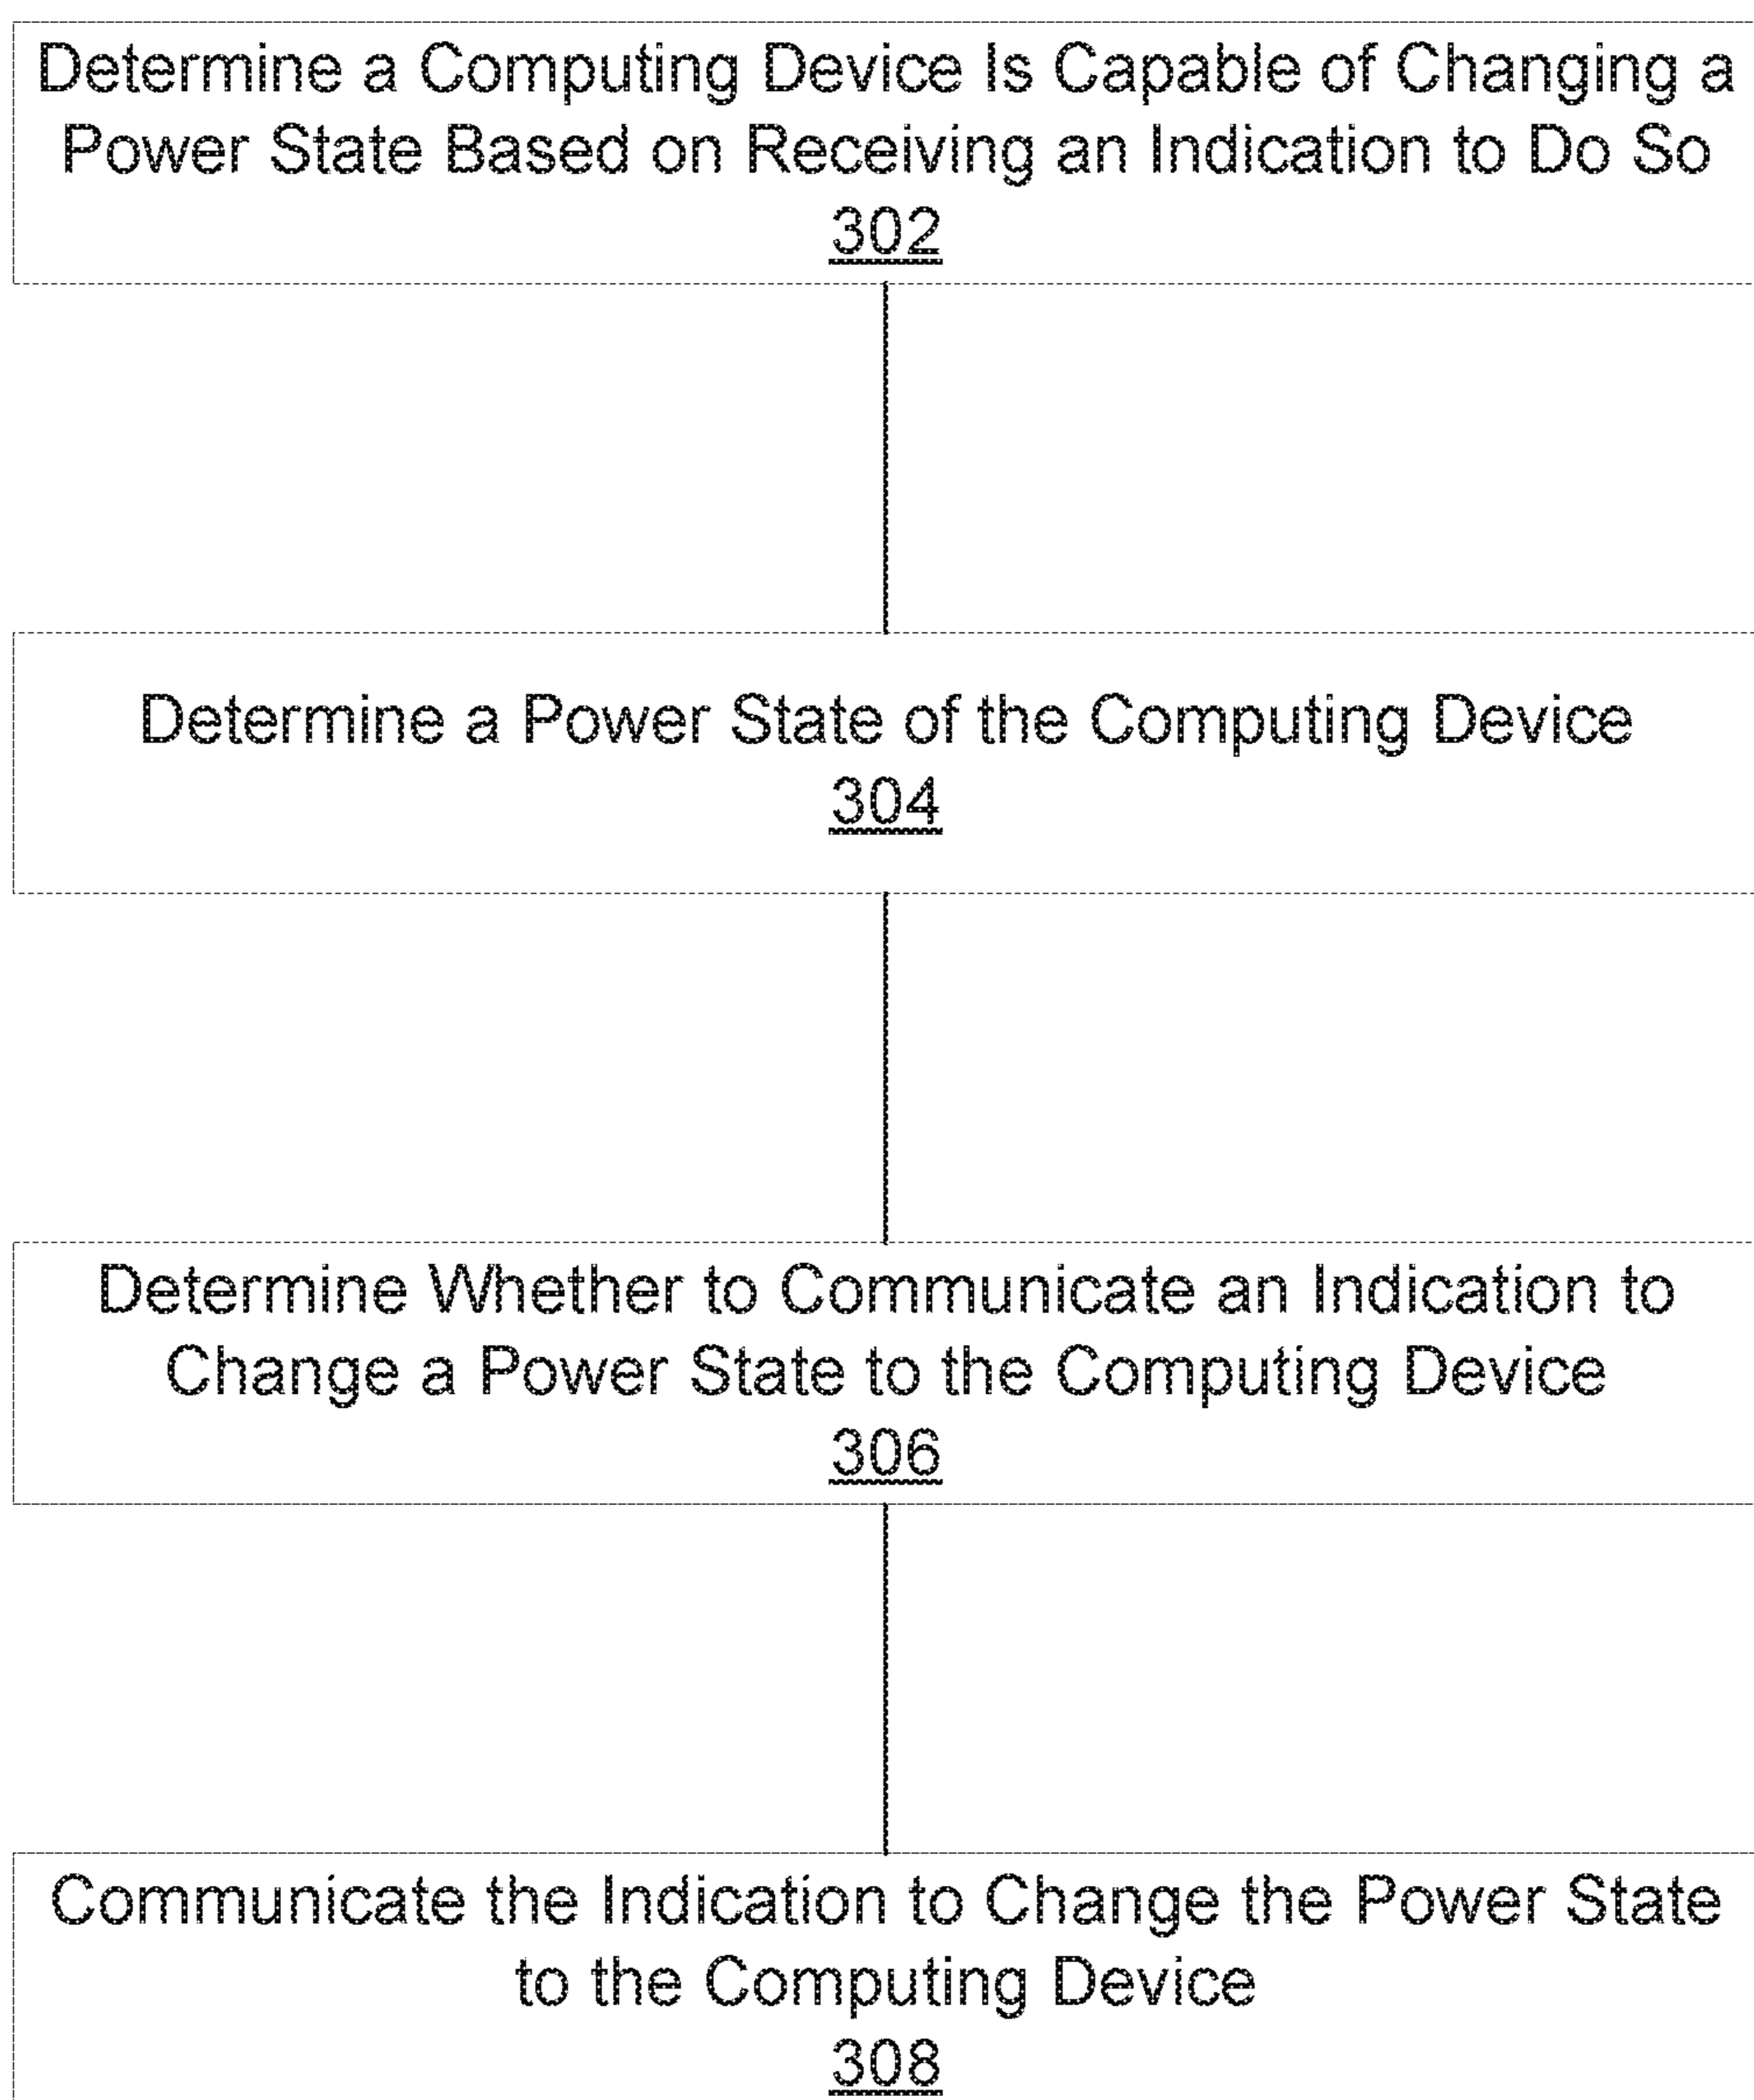 Determine a Computing Device Is Capable of Changing a
Power State Based on Receiving an Indication to Do So
302
Determine a Power State of the Computing Device
304
Determine Whether to Communicate an Indication to
Change a Power State to the Computing Device
306
Communicate the Indication to Change the Power State
to the Computing Device
308